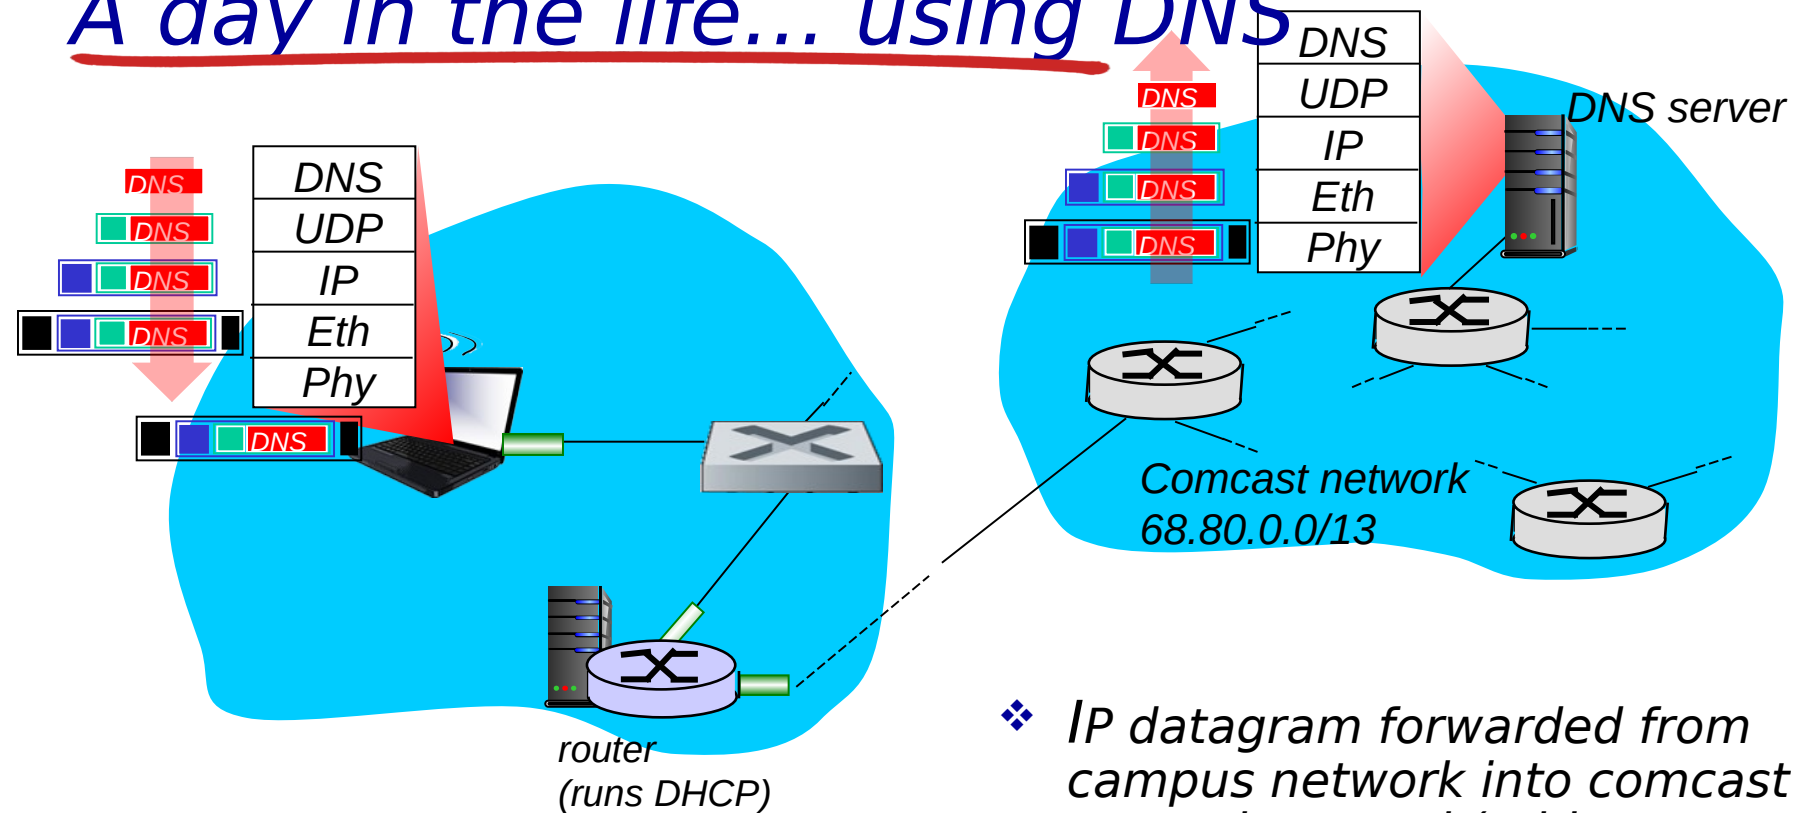 A day in the life... using DNS
DNS
UDP
IP
Eth
Phy
DNS
DNS
DNS
DNS
DNS server
DNS
DNS
DNS
DNS
DNS
UDP
IP
Eth
Phy
DNS
Comcast network
68.80.0.0/13
router
(runs DHCP)
❖ IP datagram forwarded from
campus network into comcast